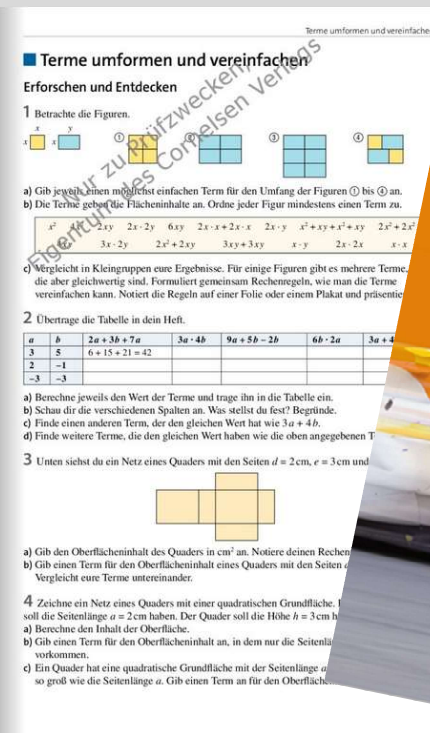 Terme umformen und vereinfache
Terme umformen und vereinfachen
Erforschen und Entdecken
1 Betrachte die Figuren.
x y
x x ① ② ③ ④
a) Gib jeweils einen möglichst einfachen Term für den Umfang der Figuren ① bis ④ an.
b) Die Terme geben die Flächeninhalte an. Ordne jeder Figur mindestens einen Term zu.
x² 2xy 2x · 2y 6xy 2x · x + 2x · x 2x · y x² + xy + x² + xy 2x² + 2x²
3x · 2y 2x² + 2xy 3xy + 3xy x · y 2x · 2x x · x
c) Vergleicht in Kleingruppen eure Ergebnisse. Für einige Figuren gibt es mehrere Terme,
die aber gleichwertig sind. Formuliert gemeinsam Rechenregeln, wie man die Terme
vereinfachen kann. Notiert die Regeln auf einer Folie oder einem Plakat und präsentie
2 Übertrage die Tabelle in dein Heft.
a b 2a + 3b + 7a 3a · 4b 9a + 5b – 2b 6b · 2a 3a + 4
3 5 6 + 15 + 21 = 42
2 –1
–3 –3
a) Berechne jeweils den Wert der Terme und trage ihn in die Tabelle ein.
b) Schau dir die verschiedenen Spalten an. Was stellst du fest? Begründe.
c) Finde einen anderen Term, der den gleichen Wert hat wie 3a + 4b.
d) Finde weitere Terme, die den gleichen Wert haben wie die oben angegebenen T
3 Unten siehst du ein Netz eines Quaders mit den Seiten d = 2 cm, e = 3 cm und
a) Gib den Oberflächeninhalt des Quaders in cm² an. Notiere deinen Rechen
b) Gib einen Term für den Oberflächeninhalt eines Quaders mit den Seiten
Vergleicht eure Terme untereinander.
4 Zeichne ein Netz eines Quaders mit einer quadratischen Grundfläche.
soll die Seitenlänge a = 2 cm haben. Der Quader soll die Höhe h = 3 cm h
a) Berechne den Inhalt der Oberfläche.
b) Gib einen Term für den Oberflächeninhalt an, in dem nur die Seitenlä
vorkommen.
c) Ein Quader hat eine quadratische Grundfläche mit der Seitenlänge a
so groß wie die Seitenlänge a. Gib einen Term an für den Oberfläch
Nur zu Prüfzwecken,
Eigentum des Cornelsen Verlags